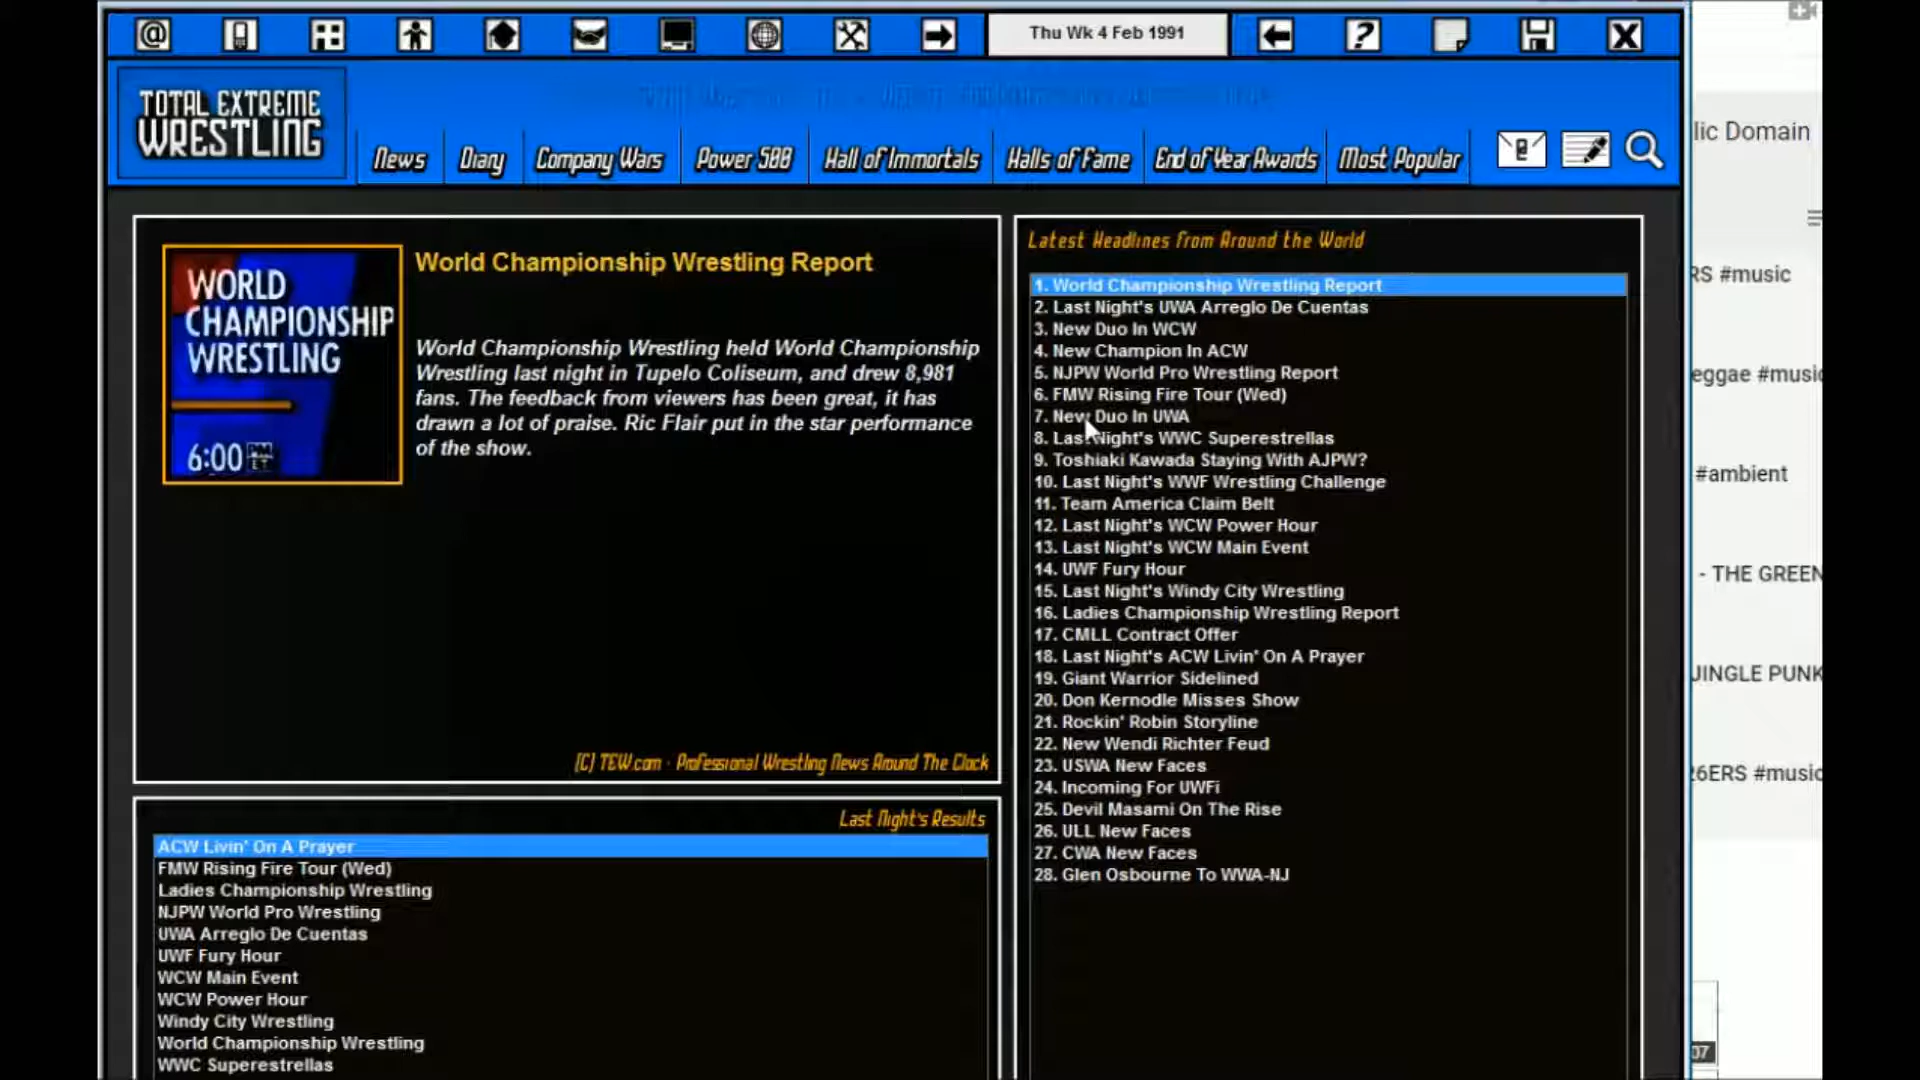 Thu Wk 4 Feb 1991
TOTAL EXTREME
WRESTLING
News
Diary
Company Wars
Power 500
Hall of Immortals
Halls of Fame
End of Year Awards
Most Popular
WORLD
CHAMPIONSHIP
WRESTLING
6:00
World Championship Wrestling Report
World Championship Wrestling held World Championship
Wrestling last night in Tupelo Coliseum, and drew 8,981
fans. The feedback from viewers has been great, it has
drawn a lot of praise. Ric Flair put in the star performance
of the show.
(C) TEW.com - Professional Wrestling News Around The Clock
Last Night's Results
ACW Livin' On A Prayer
FMW Rising Fire Tour (Wed)
Ladies Championship Wrestling
NJPW World Pro Wrestling
UWA Arreglo De Cuentas
UWF Fury Hour
WCW Main Event
WCW Power Hour
Windy City Wrestling
World Championship Wrestling
WWC Superestrellas
Latest Headlines From Around the World
1. World Championship Wrestling Report
2. Last Night's UWA Arreglo De Cuentas
3. New Duo In WCW
4. New Champion In ACW
5. NJPW World Pro Wrestling Report
6. FMW Rising Fire Tour (Wed)
7. New Duo In UWA
8. Last Night's WWC Superestrellas
9. Toshiaki Kawada Staying With AJPW?
10. Last Night's WWF Wrestling Challenge
11. Team America Claim Belt
12. Last Night's WCW Power Hour
13. Last Night's WCW Main Event
14. UWF Fury Hour
15. Last Night's Windy City Wrestling
16. Ladies Championship Wrestling Report
17. CMLL Contract Offer
18. Last Night's ACW Livin' On A Prayer
19. Giant Warrior Sidelined
20. Don Kernodle Misses Show
21. Rockin' Robin Storyline
22. New Wendi Richter Feud
23. USWA New Faces
24. Incoming For UWFi
25. Devil Masami On The Rise
26. ULL New Faces
27. CWA New Faces
28. Glen Osbourne To WWA-NJ
lic Domain
RS #music
eggae #music
#ambient
- THE GREEN
JINGLE PUNK
26ERS #music
07